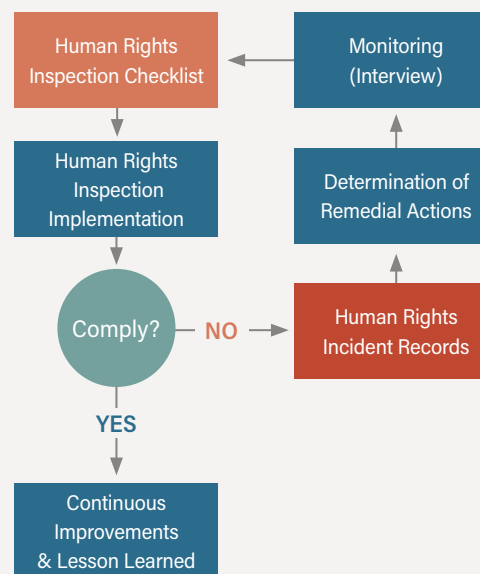 Human Rights
Inspection Checklist
Monitoring
(Interview)
Human Rights
Inspection
Implementation
Determination of
Remedial Actions
Comply?
NO
Human Rights
Incident Records
YES
Continuous
Improvements
& Lesson Learned